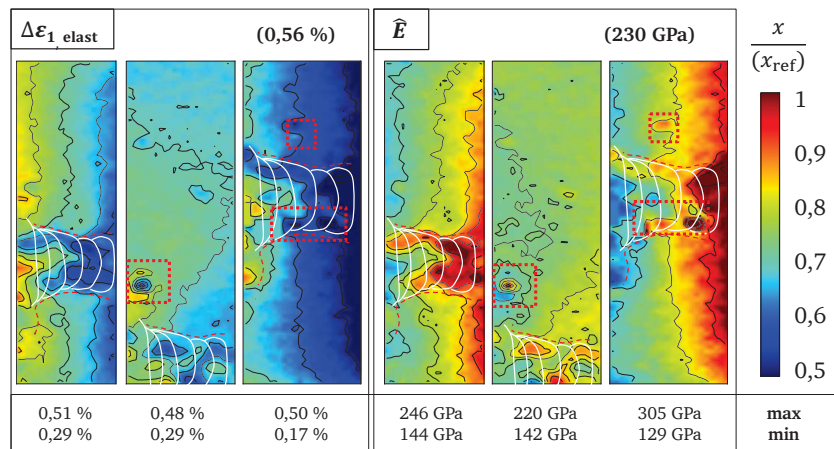 Δε1 elast (0,56 %)
Ê (230 GPa)
x
(xref)
1
0,9
0,8
0,7
0,6
0,5
0,51 % 0,48 % 0,50 % 246 GPa 220 GPa 305 GPa max
0,29 % 0,29 % 0,17 % 144 GPa 142 GPa 129 GPa min